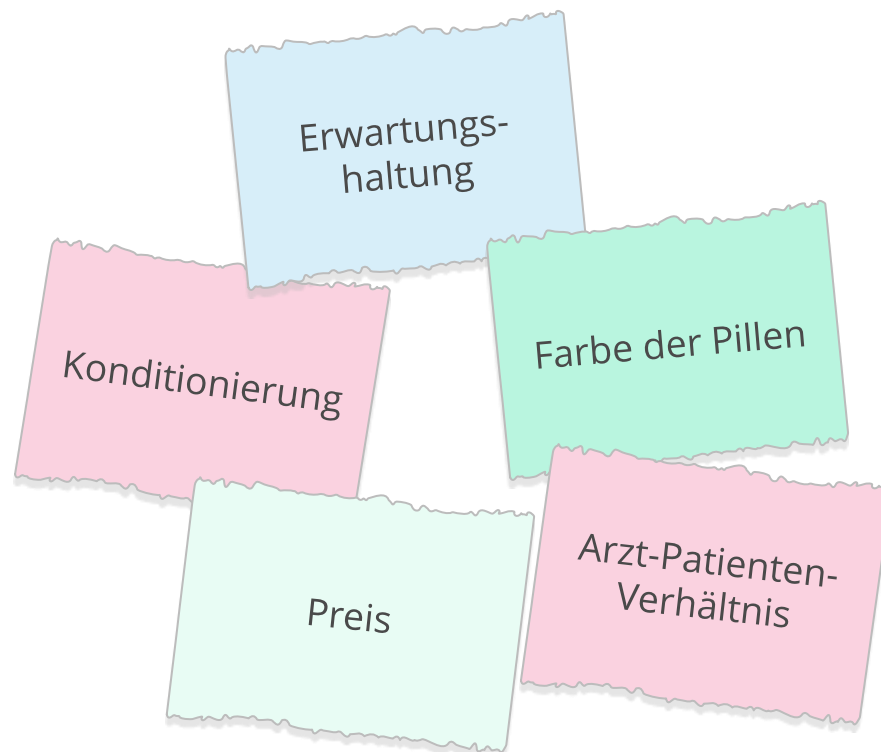 Erwartungs-
haltung
Farbe der Pillen
Konditionierung
Arzt-Patienten-
Verhältnis
Preis